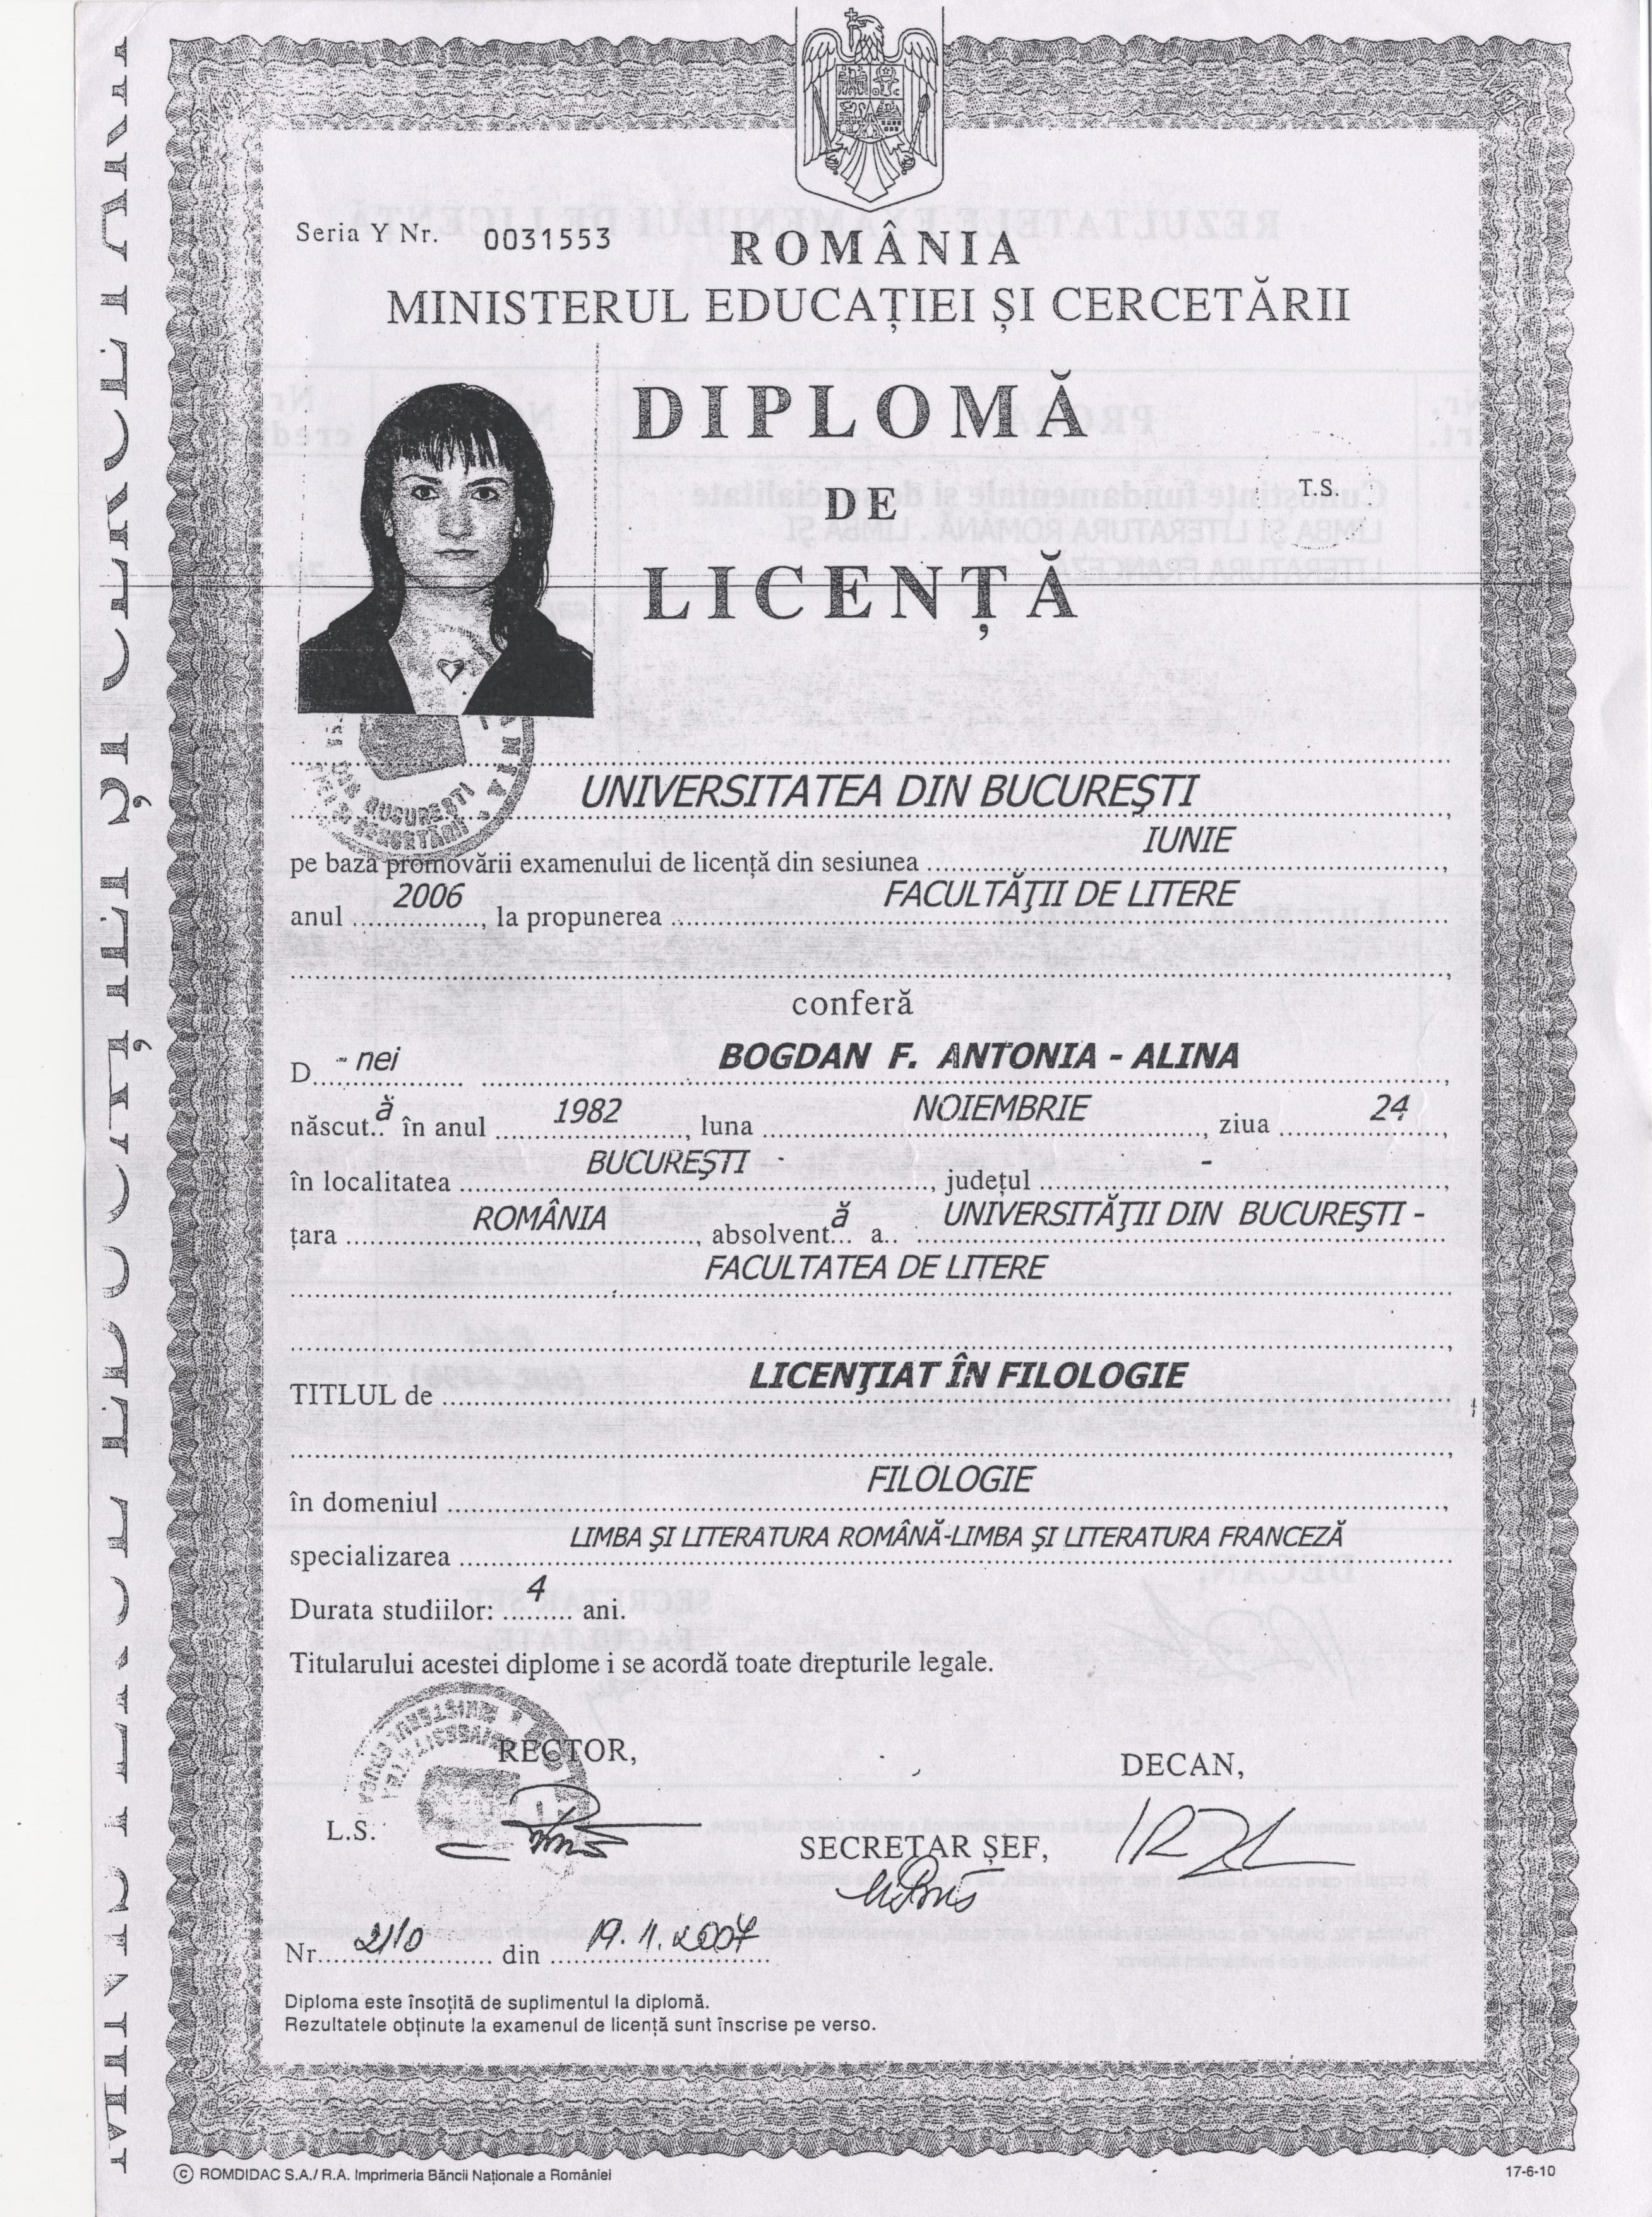 Seria Y Nr. 0031553
ROMÂNIA
MINISTERUL EDUCAȚIEI ȘI CERCETĂRII
DIPLOMĂ
DE
LICENȚĂ
T.S.
UNIVERSITATEA DIN BUCUREŞTI
pe baza promovării examenului de licență din sesiunea IUNIE,
anul 2006, la propunerea FACULTĂŢII DE LITERE
conferă
D - nei BOGDAN F. ANTONIA - ALINA,
născut ă în anul 1982, luna NOIEMBRIE, ziua 24,
în localitatea BUCUREŞTI -, județul -,
țara ROMÂNIA, absolvent ă a UNIVERSITĂŢII DIN BUCUREŞTI -
FACULTATEA DE LITERE
TITLUL de LICENŢIAT ÎN FILOLOGIE
în domeniul FILOLOGIE,
specializarea LIMBA ŞI LITERATURA ROMÂNĂ-LIMBA ŞI LITERATURA FRANCEZĂ
Durata studiilor: 4 ani.
Titularului acestei diplome i se acordă toate drepturile legale.
RECTOR,
DECAN,
L.S.
SECRETAR ȘEF,
Nr. 2110 din 19.11.2007
Diploma este însoțită de suplimentul la diplomă.
Rezultatele obținute la examenul de licență sunt înscrise pe verso.
© ROMDIDAC S.A./ R.A. Imprimeria Băncii Naționale a României
17-6-10